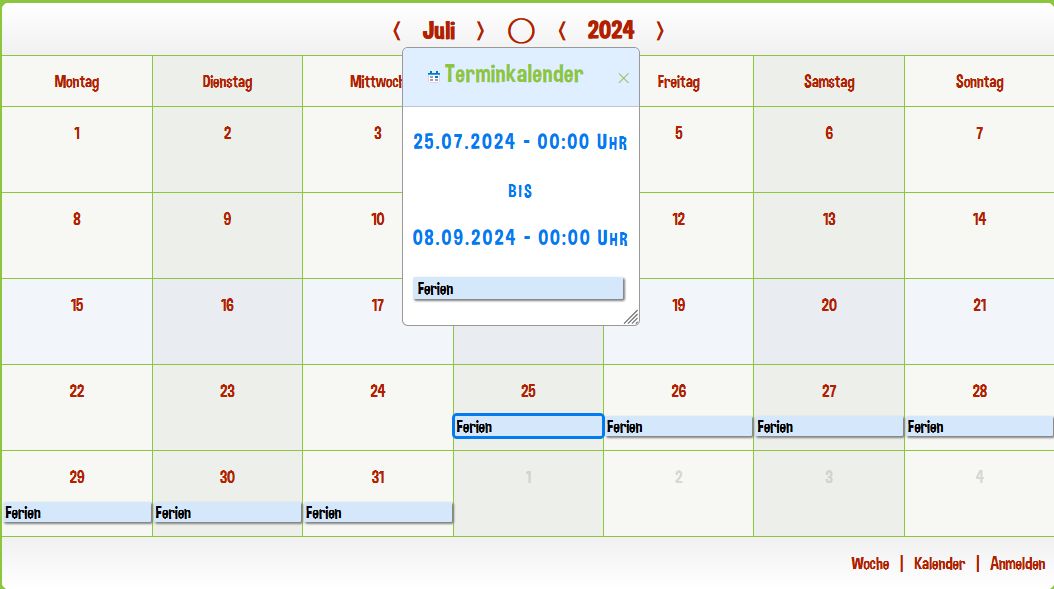 〈 Juli 〉 〈 2024 〉
Terminkalender ×
Montag Dienstag Mittwoch Freitag Samstag Sonntag
1 2 3 5 6 7
25.07.2024 - 00:00 Uhr
bis
8 9 10 12 13 14
08.09.2024 - 00:00 Uhr
Ferien
15 16 17 19 20 21
22 23 24 25 26 27 28
Ferien Ferien Ferien Ferien
29 30 31 1 2 3 4
Ferien Ferien Ferien
Woche | Kalender | Anmelden